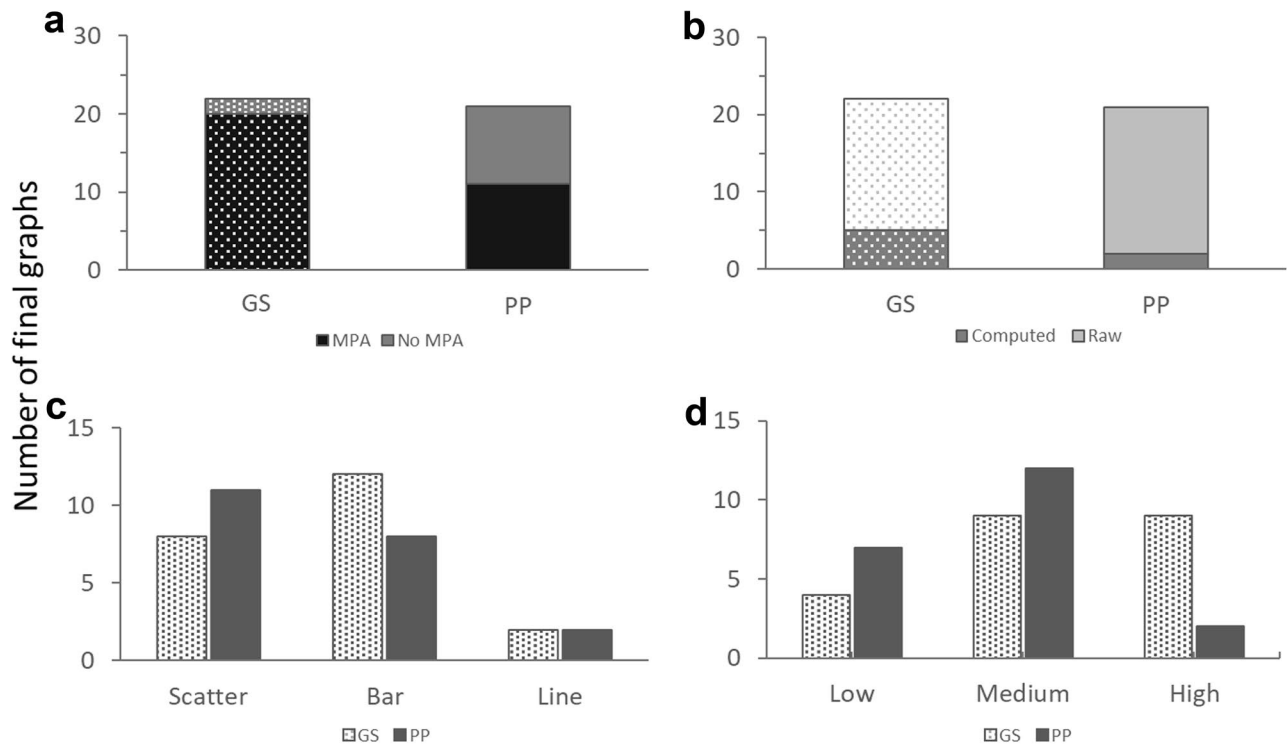 Number of final graphs
a
30
20
10
0
GS PP
MPA No MPA
b
30
20
10
0
GS PP
Computed Raw
c
15
10
5
0
Scatter Bar Line
GS PP
d
15
10
5
0
Low Medium High
GS PP